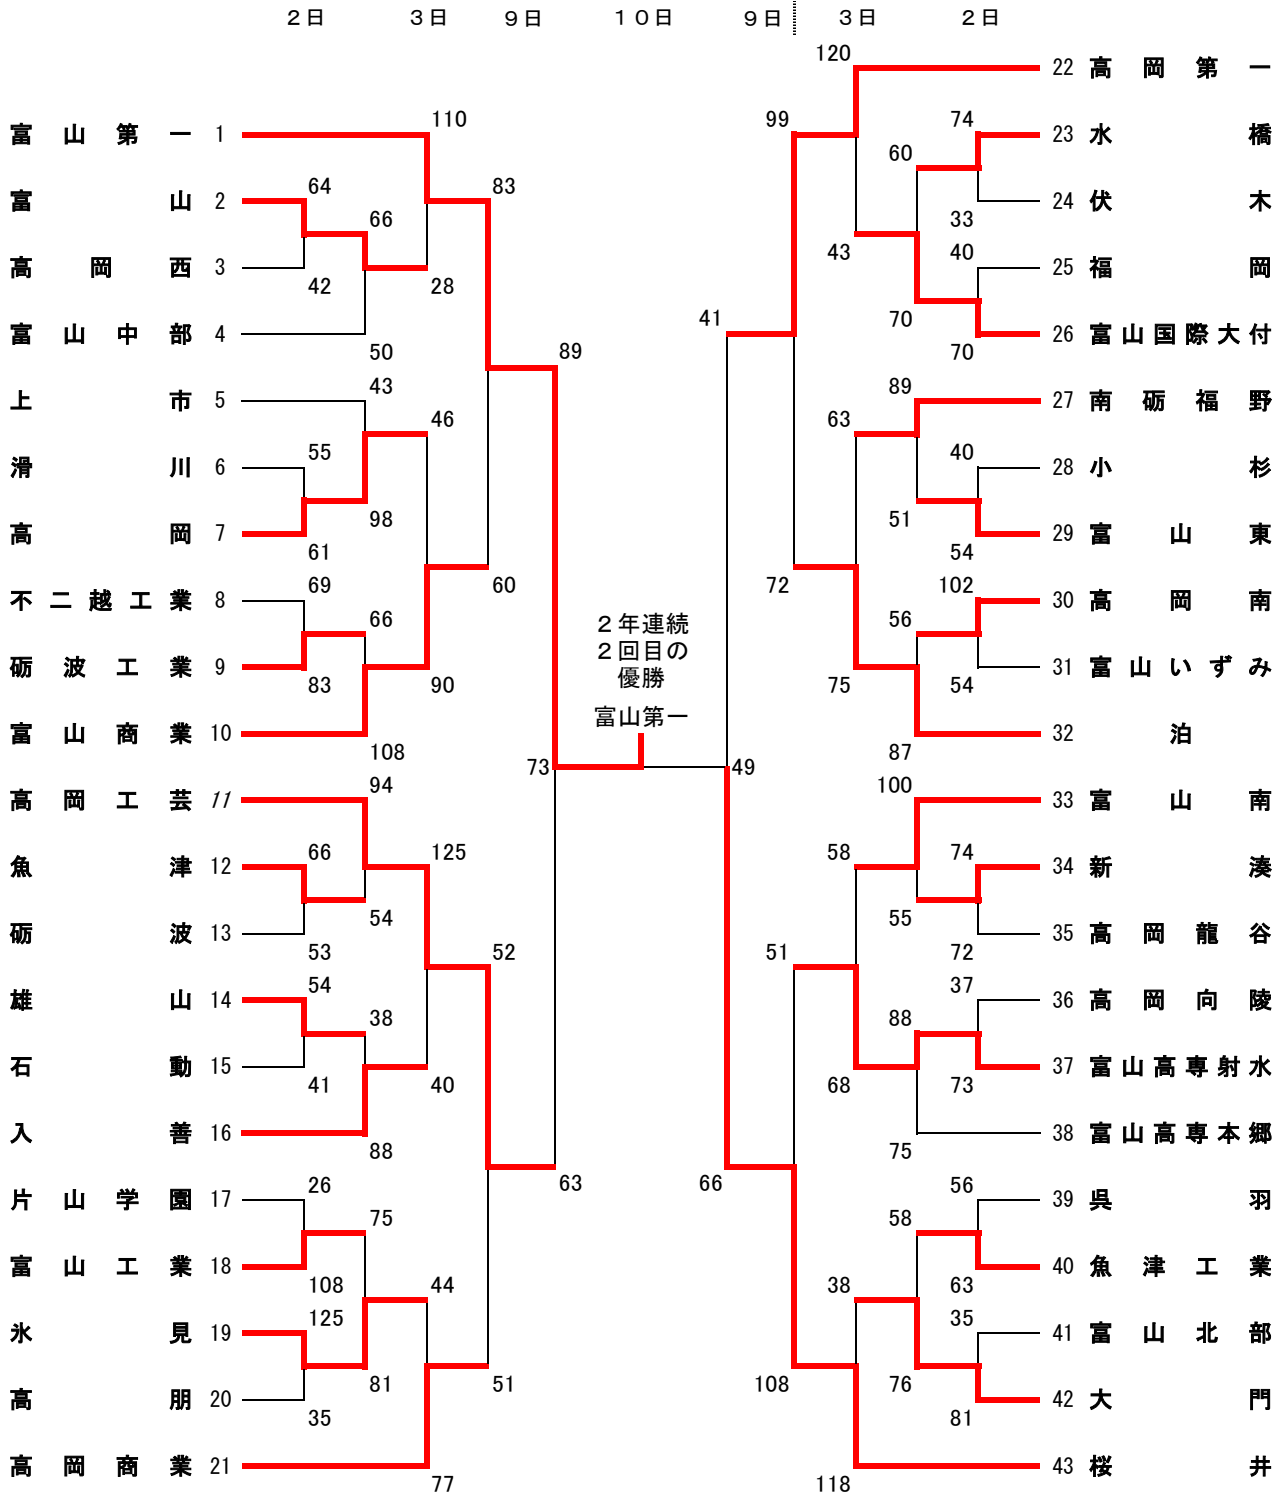 2日 3日 9日 10日 9日 3日 2日
120
22 高岡第一
110 99 74
富山第一 1 23 水橋
60
64 83
富山 2 24 伏木
66 33
43 40
高岡西 3 25 福岡
42 28
41 70
富山中部 4 26 富山国際大付
50 89 70
43 89
上市 5 27 南砺福野
46 63
55 40
滑川 6 28 小杉
98 51
高岡 7 29 富山東
61 54
69 60 72 102
不二越工業 8 30 高岡南
66 2年連続 56
2回目の
砺波工業 9 優勝 31 富山いずみ
83 90 75 54
富山商業 10 富山第一 32 泊
108 87
73 49
94 100
高岡工芸 11 33 富山南
66 125 58 74
魚津 12 34 新湊
54 55
砺波 13 35 高岡龍谷
53 52 51 72
54 37
雄山 14 36 高岡向陵
38 88
石動 15 37 富山高専射水
41 40 68 73
入善 16 38 富山高専本郷
88 75
26 63 66 56
片山学園 17 39 呉羽
75 58
富山工業 18 40 魚津工業
108 44 38 63
125 35
氷見 19 41 富山北部
81 51 108 76
高朋 20 42 大門
35 81
高岡商業 21 43 桜井
77 118